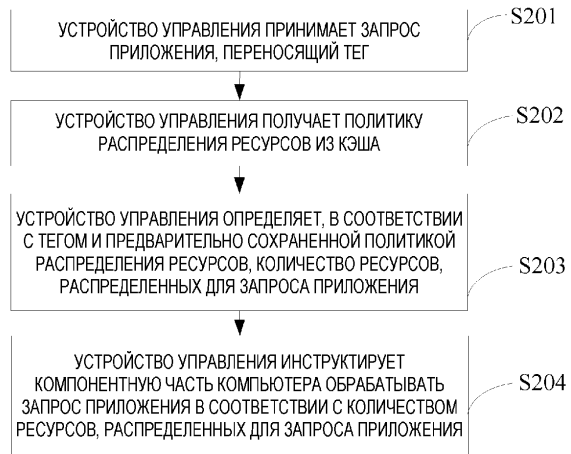 УСТРОЙСТВО УПРАВЛЕНИЯ ПРИНИМАЕТ ЗАПРОС
ПРИЛОЖЕНИЯ, ПЕРЕНОСЯЩИЙ ТЕГ
S201
УСТРОЙСТВО УПРАВЛЕНИЯ ПОЛУЧАЕТ ПОЛИТИКУ
РАСПРЕДЕЛЕНИЯ РЕСУРСОВ ИЗ КЭША
S202
УСТРОЙСТВО УПРАВЛЕНИЯ ОПРЕДЕЛЯЕТ, В СООТВЕТСТВИИ
С ТЕГОМ И ПРЕДВАРИТЕЛЬНО СОХРАНЕННОЙ ПОЛИТИКОЙ
РАСПРЕДЕЛЕНИЯ РЕСУРСОВ, КОЛИЧЕСТВО РЕСУРСОВ,
РАСПРЕДЕЛЕННЫХ ДЛЯ ЗАПРОСА ПРИЛОЖЕНИЯ
S203
УСТРОЙСТВО УПРАВЛЕНИЯ ИНСТРУКТИРУЕТ
КОМПОНЕНТНУЮ ЧАСТЬ КОМПЬЮТЕРА ОБРАБАТЫВАТЬ
ЗАПРОС ПРИЛОЖЕНИЯ В СООТВЕТСТВИИ С КОЛИЧЕСТВОМ
РЕСУРСОВ, РАСПРЕДЕЛЕННЫХ ДЛЯ ЗАПРОСА ПРИЛОЖЕНИЯ
S204